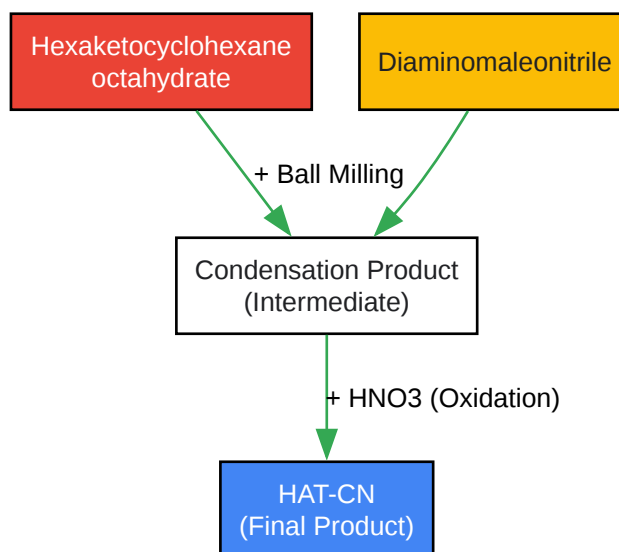 Hexaketocyclohexane
octahydrate
Diaminomaleonitrile
+ Ball Milling
Condensation Product
(Intermediate)
+ HNO3 (Oxidation)
HAT-CN
(Final Product)